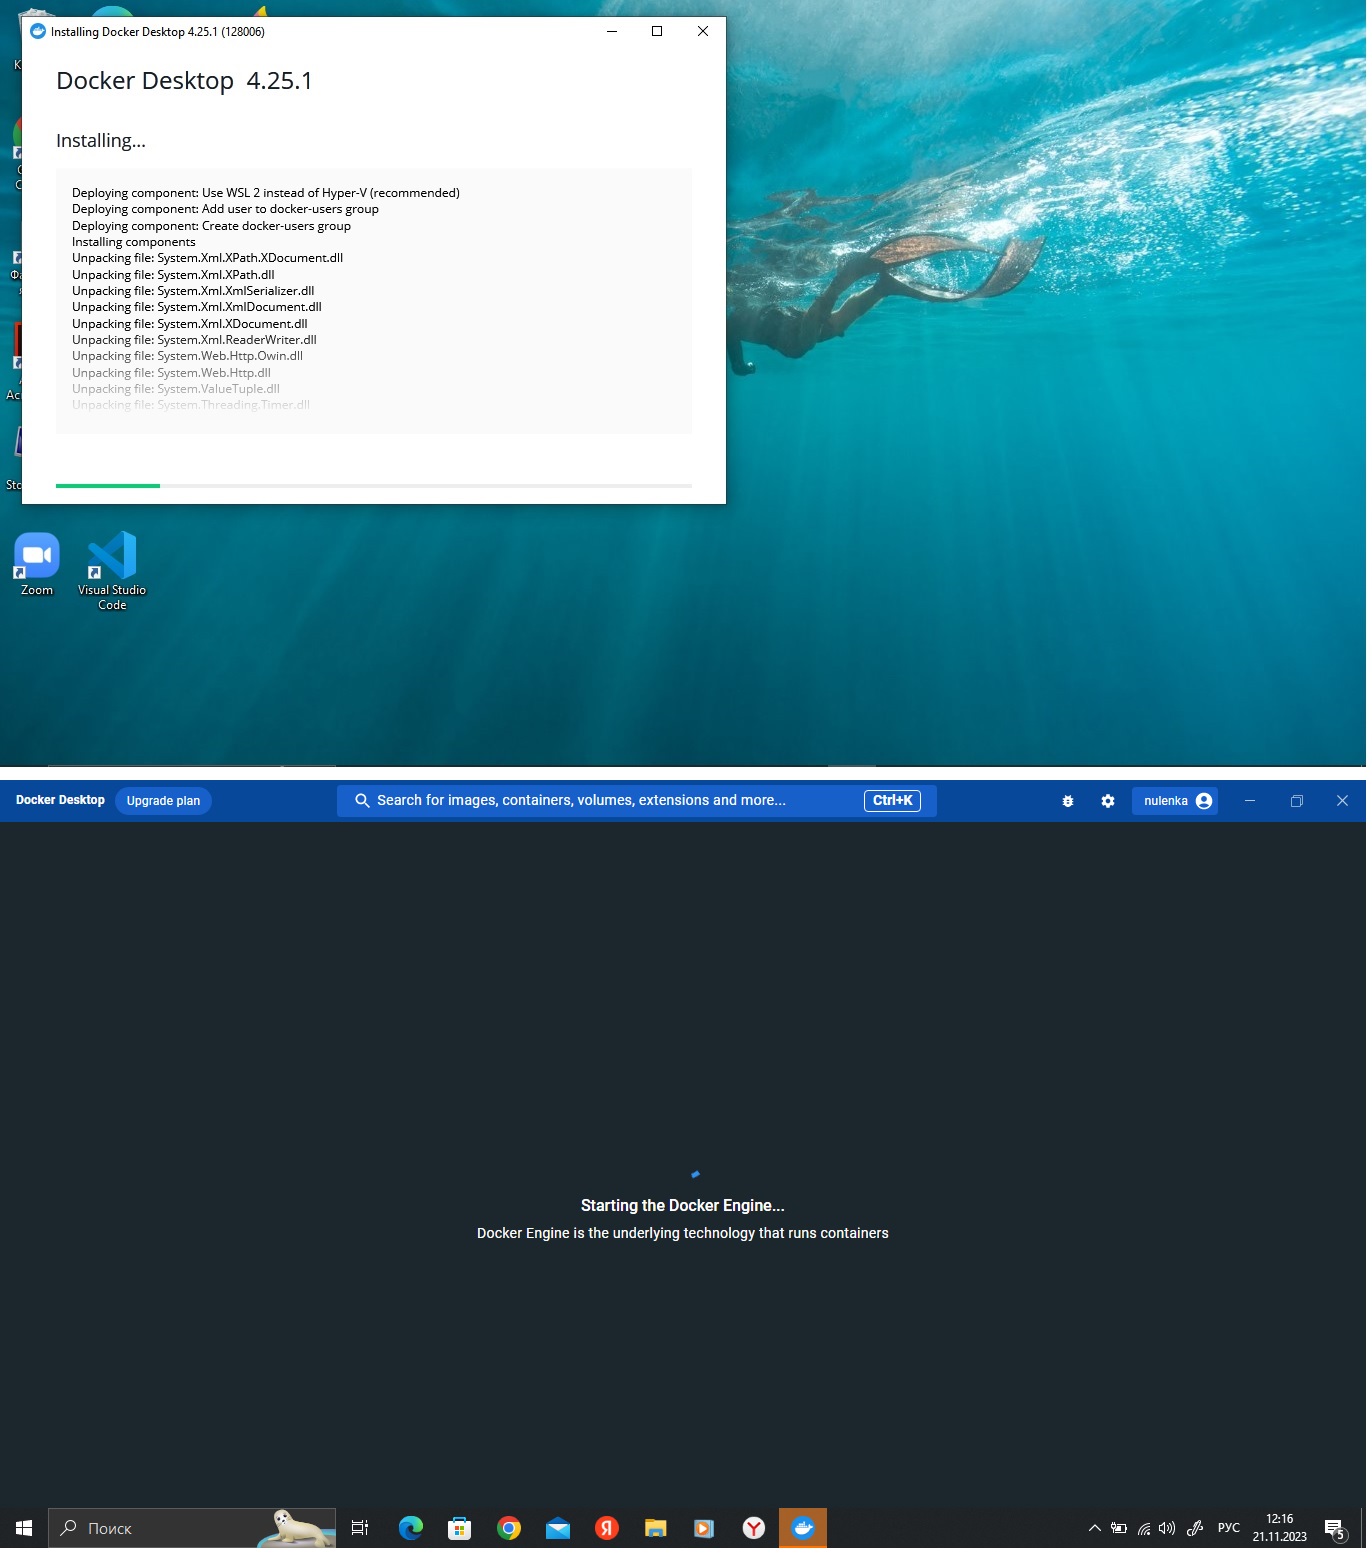 Installing Docker Desktop 4.25.1 (128006)
Docker Desktop 4.25.1
Installing...
Deploying component: Use WSL 2 instead of Hyper-V (recommended)
Deploying component: Add user to docker-users group
Deploying component: Create docker-users group
Installing components
Unpacking file: System.Xml.XPath.XDocument.dll
Unpacking file: System.Xml.XPath.dll
Unpacking file: System.Xml.XmlSerializer.dll
Unpacking file: System.Xml.XmlDocument.dll
Unpacking file: System.Xml.XDocument.dll
Unpacking file: System.Xml.ReaderWriter.dll
Unpacking file: System.Web.Http.Owin.dll
Unpacking file: System.Web.Http.dll
Unpacking file: System.ValueTuple.dll
Unpacking file: System.Threading.Timer.dll
Zoom
Visual Studio
Code
Docker Desktop
Upgrade plan
Search for images, containers, volumes, extensions and more...
Ctrl+K
nulenka
Starting the Docker Engine...
Docker Engine is the underlying technology that runs containers
Поиск
РУС
12:16
21.11.2023
5